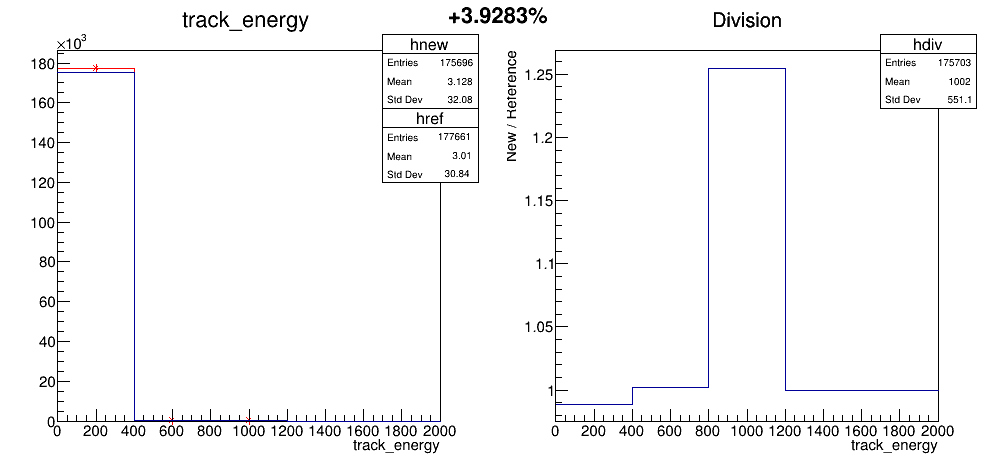 +3.9283%
track_energy
×10³
180
160
140
120
100
80
60
40
20
0
0 200 400 600 800 1000 1200 1400 1600 1800 2000
track_energy
hnew
Entries 175696
Mean 3.128
Std Dev 32.08
href
Entries 177661
Mean 3.01
Std Dev 30.84
Division
New / Reference
1.25
1.2
1.15
1.1
1.05
1
0 200 400 600 800 1000 1200 1400 1600 1800 2000
track_energy
hdiv
Entries 175703
Mean 1002
Std Dev 551.1